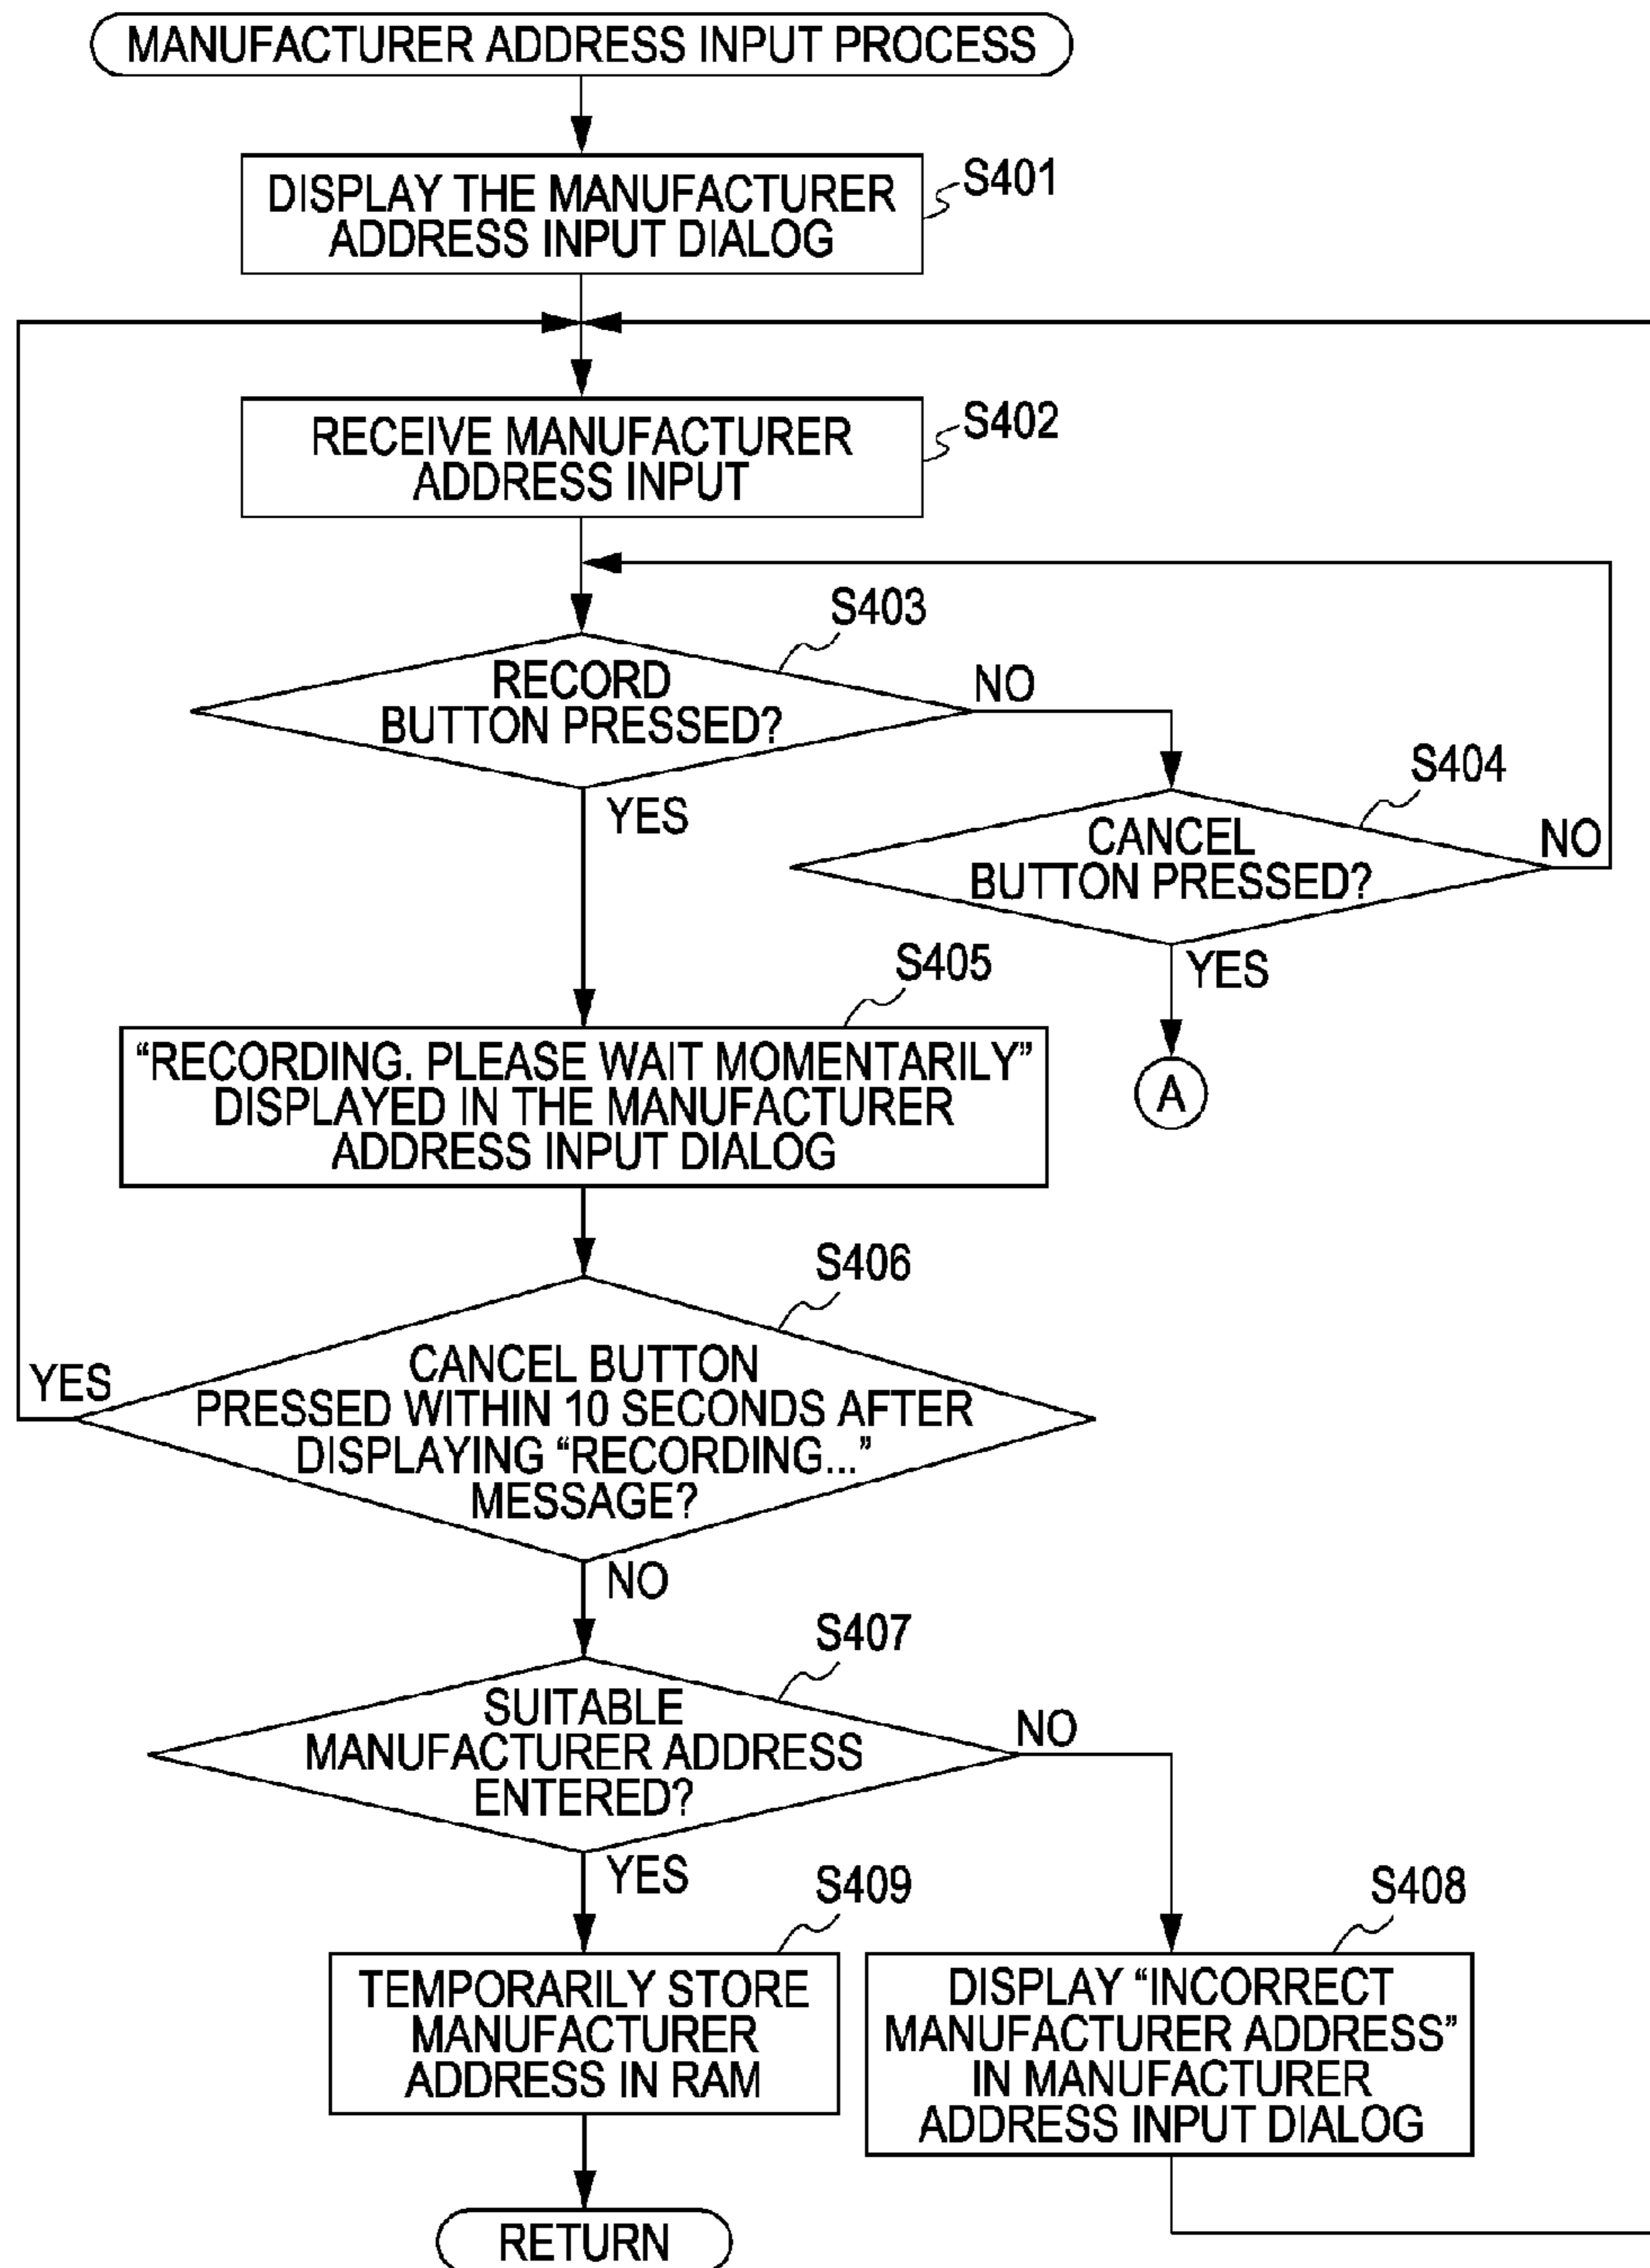 MANUFACTURER ADDRESS INPUT PROCESS
DISPLAY THE MANUFACTURER
ADDRESS INPUT DIALOG
S401
RECEIVE MANUFACTURER
ADDRESS INPUT
S402
S403
RECORD
BUTTON PRESSED?
NO
YES
S404
CANCEL
BUTTON PRESSED?
NO
YES
A
S405
“RECORDING. PLEASE WAIT MOMENTARILY”
DISPLAYED IN THE MANUFACTURER
ADDRESS INPUT DIALOG
S406
CANCEL BUTTON
PRESSED WITHIN 10 SECONDS AFTER
DISPLAYING “RECORDING...”
MESSAGE?
YES
NO
S407
SUITABLE
MANUFACTURER ADDRESS
ENTERED?
NO
YES
S409
TEMPORARILY STORE
MANUFACTURER
ADDRESS IN RAM
S408
DISPLAY “INCORRECT
MANUFACTURER ADDRESS”
IN MANUFACTURER
ADDRESS INPUT DIALOG
RETURN